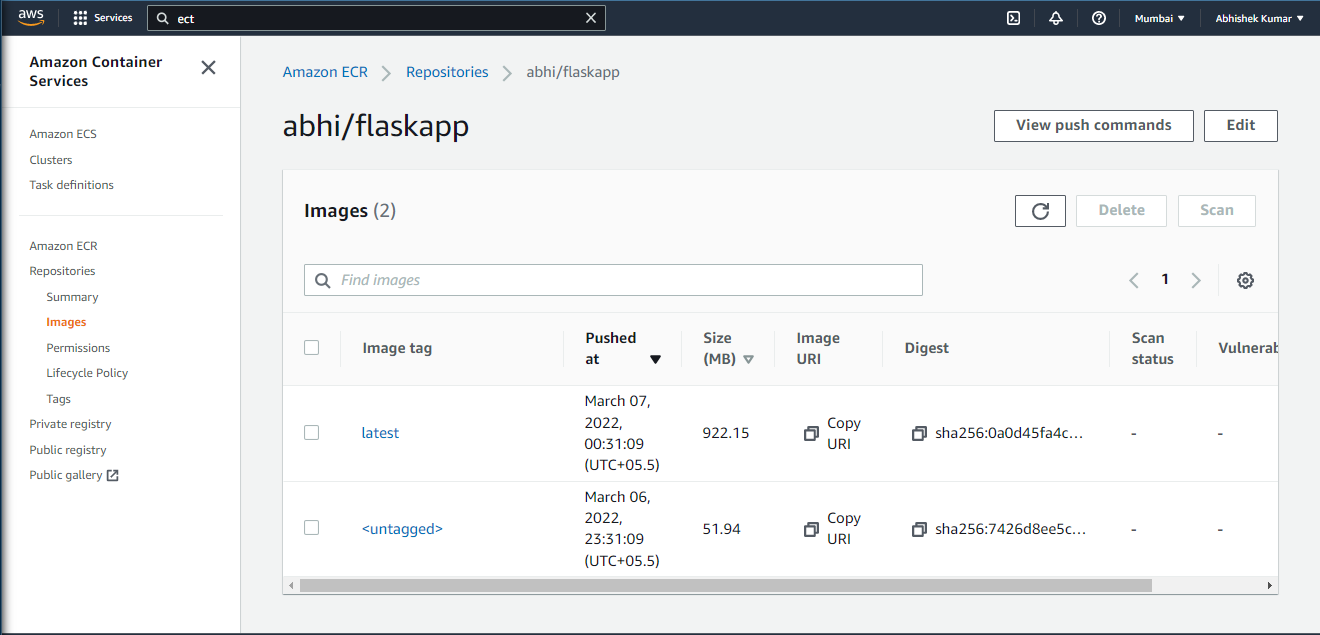 aws
Services
ect
Mumbai ▼
Abhishek Kumar ▼
Amazon Container
Services
Amazon ECS
Clusters
Task definitions
Amazon ECR
Repositories
Summary
Images
Permissions
Lifecycle Policy
Tags
Private registry
Public registry
Public gallery
Amazon ECR
Repositories
abhi/flaskapp
abhi/flaskapp
View push commands
Edit
Images (2)
Delete
Scan
Find images
1
Image tag
Pushed
at
Size
(MB)
Image
URI
Digest
Scan
status
Vulnerab
latest
March 07,
2022,
00:31:09
(UTC+05.5)
922.15
Copy
URI
sha256:0a0d45fa4c...
-
-
<untagged>
March 06,
2022,
23:31:09
(UTC+05.5)
51.94
Copy
URI
sha256:7426d8ee5c...
-
-